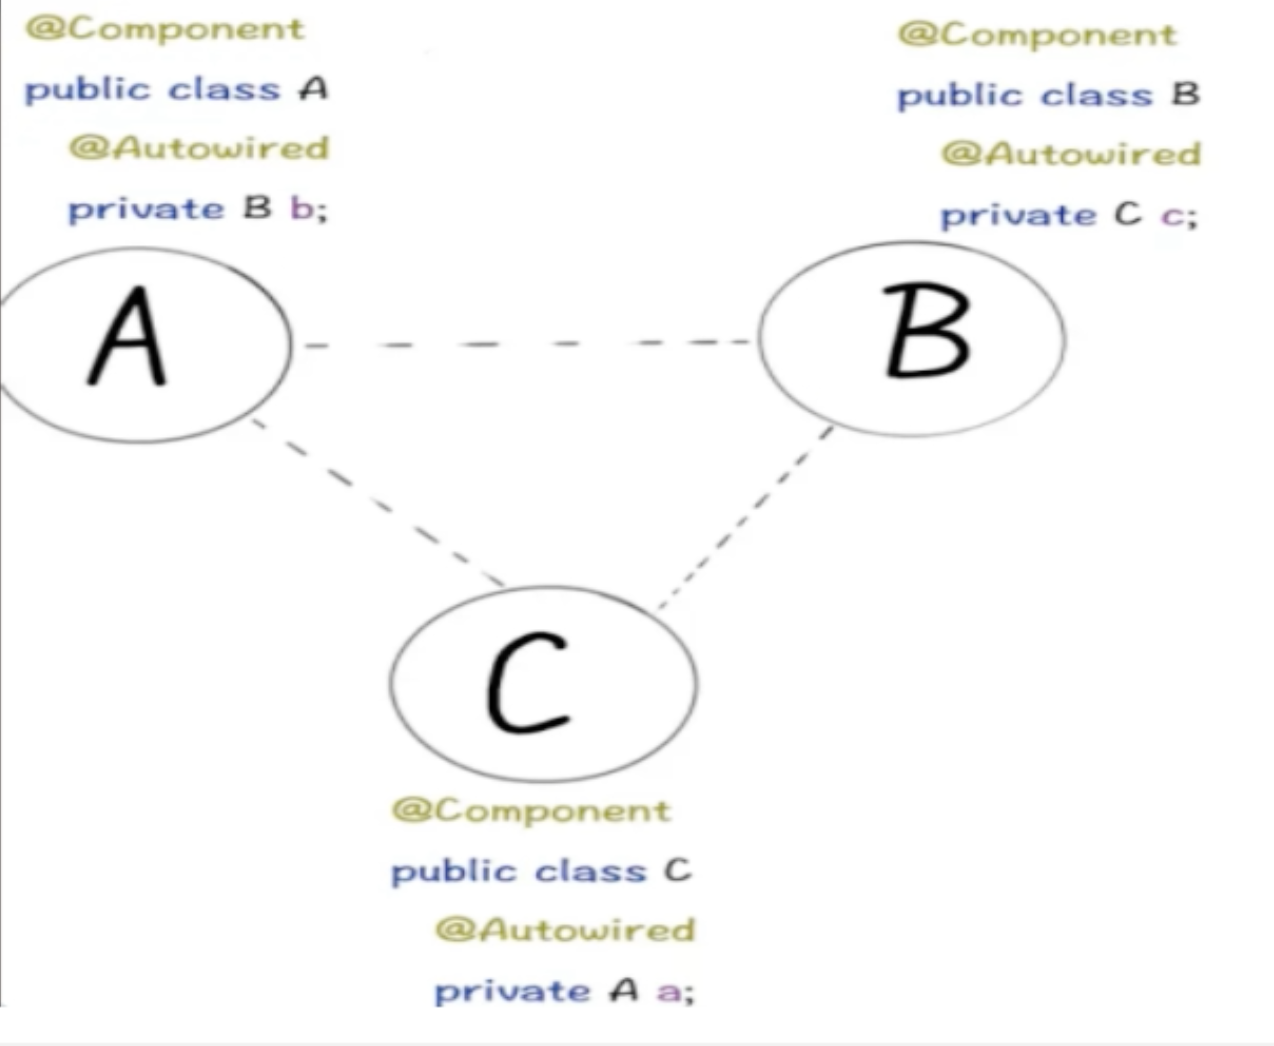 @Component
public class A
@Autowired
private B b;
@Component
public class B
@Autowired
private C c;
A
B
C
@Component
public class C
@Autowired
private A a;